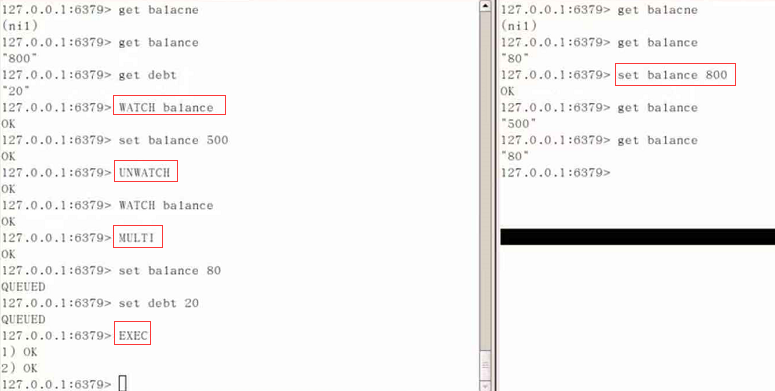 127.0.0.1:6379> get balacne
(ni1)
127.0.0.1:6379> get balance
"800"
127.0.0.1:6379> get debt
"20"
127.0.0.1:6379> WATCH balance
OK
127.0.0.1:6379> set balance 500
OK
127.0.0.1:6379> UNWATCH
OK
127.0.0.1:6379> WATCH balance
OK
127.0.0.1:6379> MULTI
OK
127.0.0.1:6379> set balance 80
QUEUED
127.0.0.1:6379> set debt 20
QUEUED
127.0.0.1:6379> EXEC
1) OK
2) OK
127.0.0.1:6379>
127.0.0.1:6379> get balacne
(ni1)
127.0.0.1:6379> get balance
"80"
127.0.0.1:6379> set balance 800
OK
127.0.0.1:6379> get balance
"500"
127.0.0.1:6379> get balance
"80"
127.0.0.1:6379>